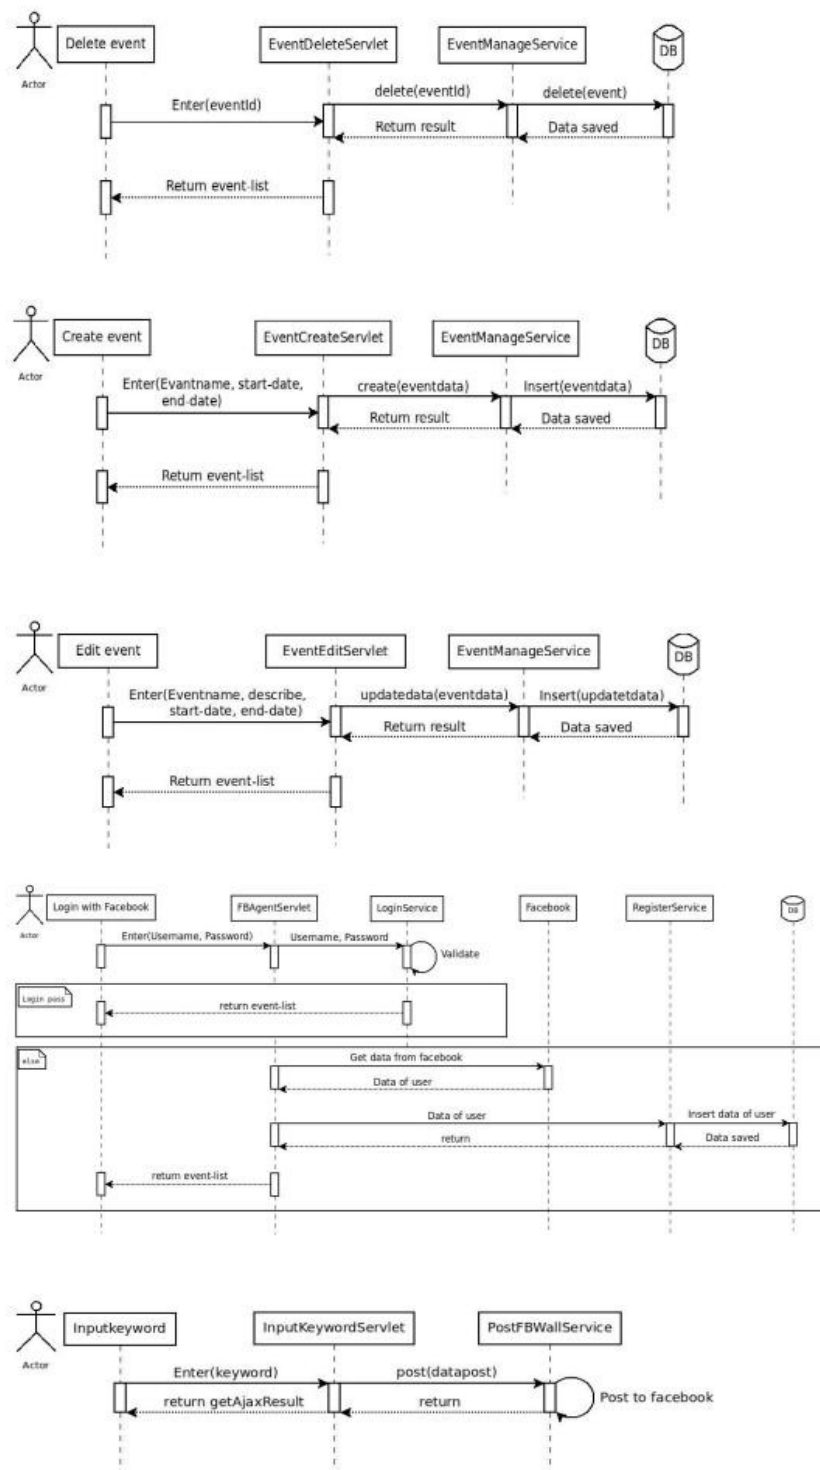 Delete event
EventDeleteServlet
EventManageService
DB
Actor
Enter(eventId)
delete(eventId)
delete(event)
Return result
Data saved
Return event-list
Create event
EventCreateServlet
EventManageService
DB
Actor
Enter(Evantname, start-date,
end-date)
create(eventdata)
Insert(eventdata)
Return result
Data saved
Return event-list
Edit event
EventEditServlet
EventManageService
DB
Actor
Enter(Eventname, describe,
start-date, end-date)
updatedata(eventdata)
Insert(updatetdata)
Return result
Data saved
Return event-list
Login with Facebook
FBAgentServlet
LoginService
Facebook
RegisterService
DB
Actor
Enter(Username, Password)
Username, Password
Validate
Login pass
return event-list
else
Get data from facebook
Data of user
Data of user
Insert data of user
return
Data saved
return event-list
Inputkeyword
InputKeywordServlet
PostFBWallService
Actor
Enter(keyword)
post(datapost)
return getAjaxResult
return
Post to facebook